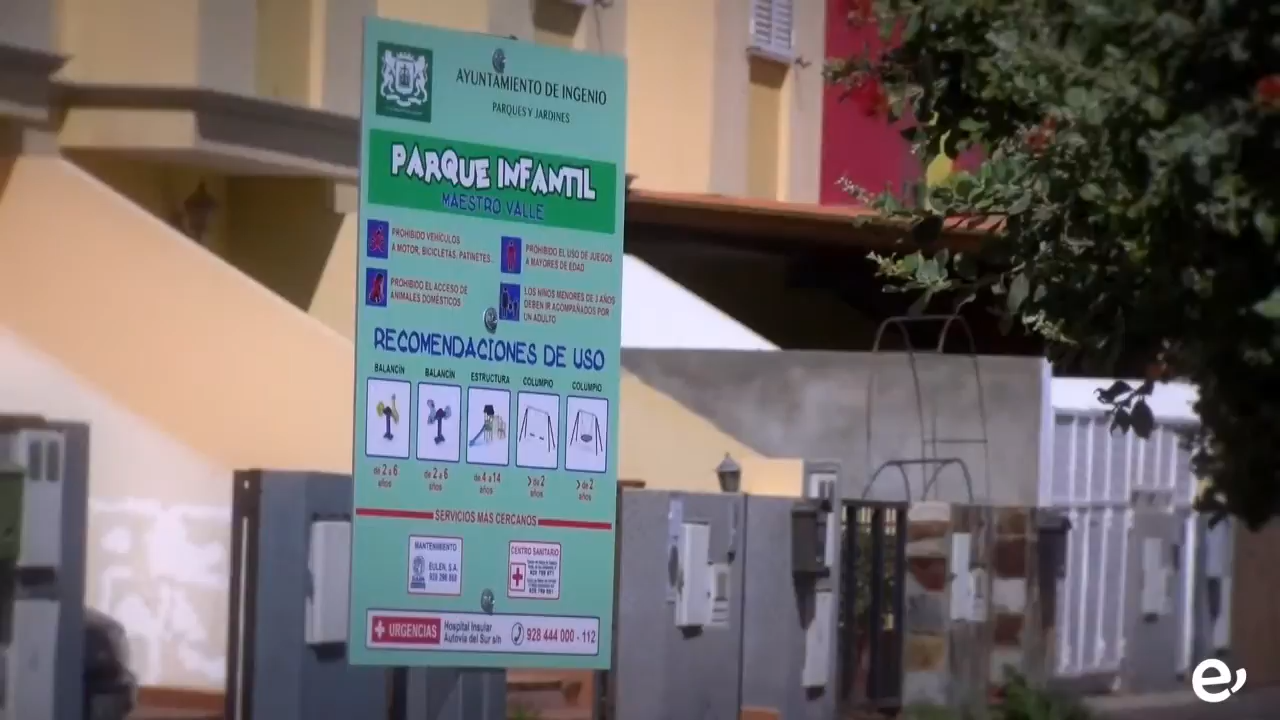 AYUNTAMIENTO DE INGENIO
PARQUES Y JARDINES
PARQUE INFANTIL
MAESTRO VALLE
PROHIBIDO VEHÍCULOS
A MOTOR, BICICLETAS, PATINETES...
PROHIBIDO EL USO DE JUEGOS
A MAYORES DE EDAD
PROHIBIDO EL ACCESO DE
ANIMALES DOMÉSTICOS
LOS NIÑOS MENORES DE 3 AÑOS
DEBEN IR ACOMPAÑADOS POR
UN ADULTO
RECOMENDACIONES DE USO
BALANCÍN BALANCÍN ESTRUCTURA COLUMPIO COLUMPIO
de 2 a 6 de 2 a 6 de 4 a 14 > de 2 > de 2
años años años años años
SERVICIOS MÁS CERCANOS
MANTENIMIENTO
EULEN, S.A.
CENTRO SANITARIO
URGENCIAS
Hospital Insular
Autovía del Sur s/n
928 444 000 - 112
e